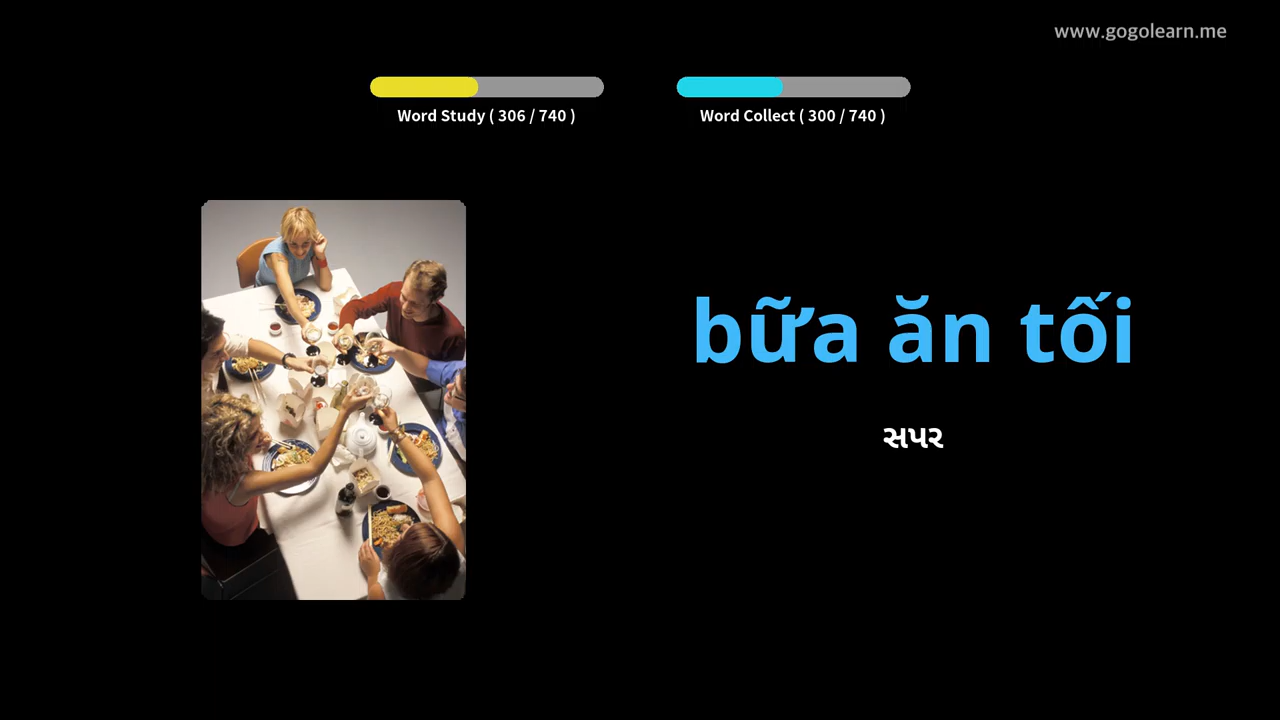 www.gogolearn.me
Word Study ( 306 / 740 )
Word Collect ( 300 / 740 )
bữa ăn tối
સપર